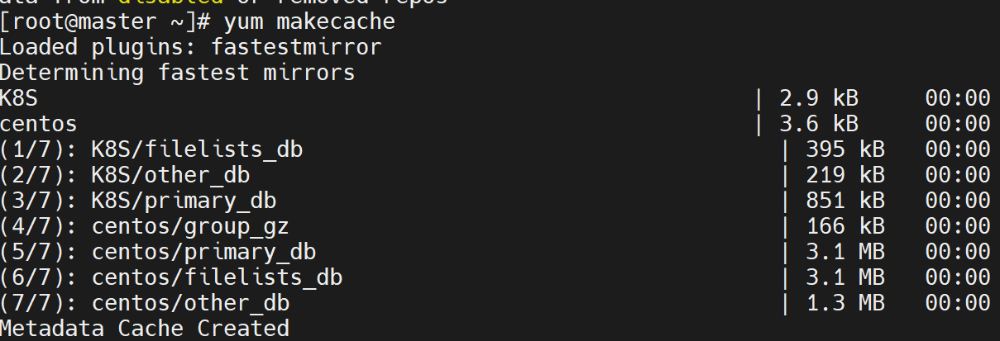 data from disabled or removed repos
[root@master ~]# yum makecache
Loaded plugins: fastestmirror
Determining fastest mirrors
K8S | 2.9 kB 00:00
centos | 3.6 kB 00:00
(1/7): K8S/filelists_db | 395 kB 00:00
(2/7): K8S/other_db | 219 kB 00:00
(3/7): K8S/primary_db | 851 kB 00:00
(4/7): centos/group_gz | 166 kB 00:00
(5/7): centos/primary_db | 3.1 MB 00:00
(6/7): centos/filelists_db | 3.1 MB 00:00
(7/7): centos/other_db | 1.3 MB 00:00
Metadata Cache Created